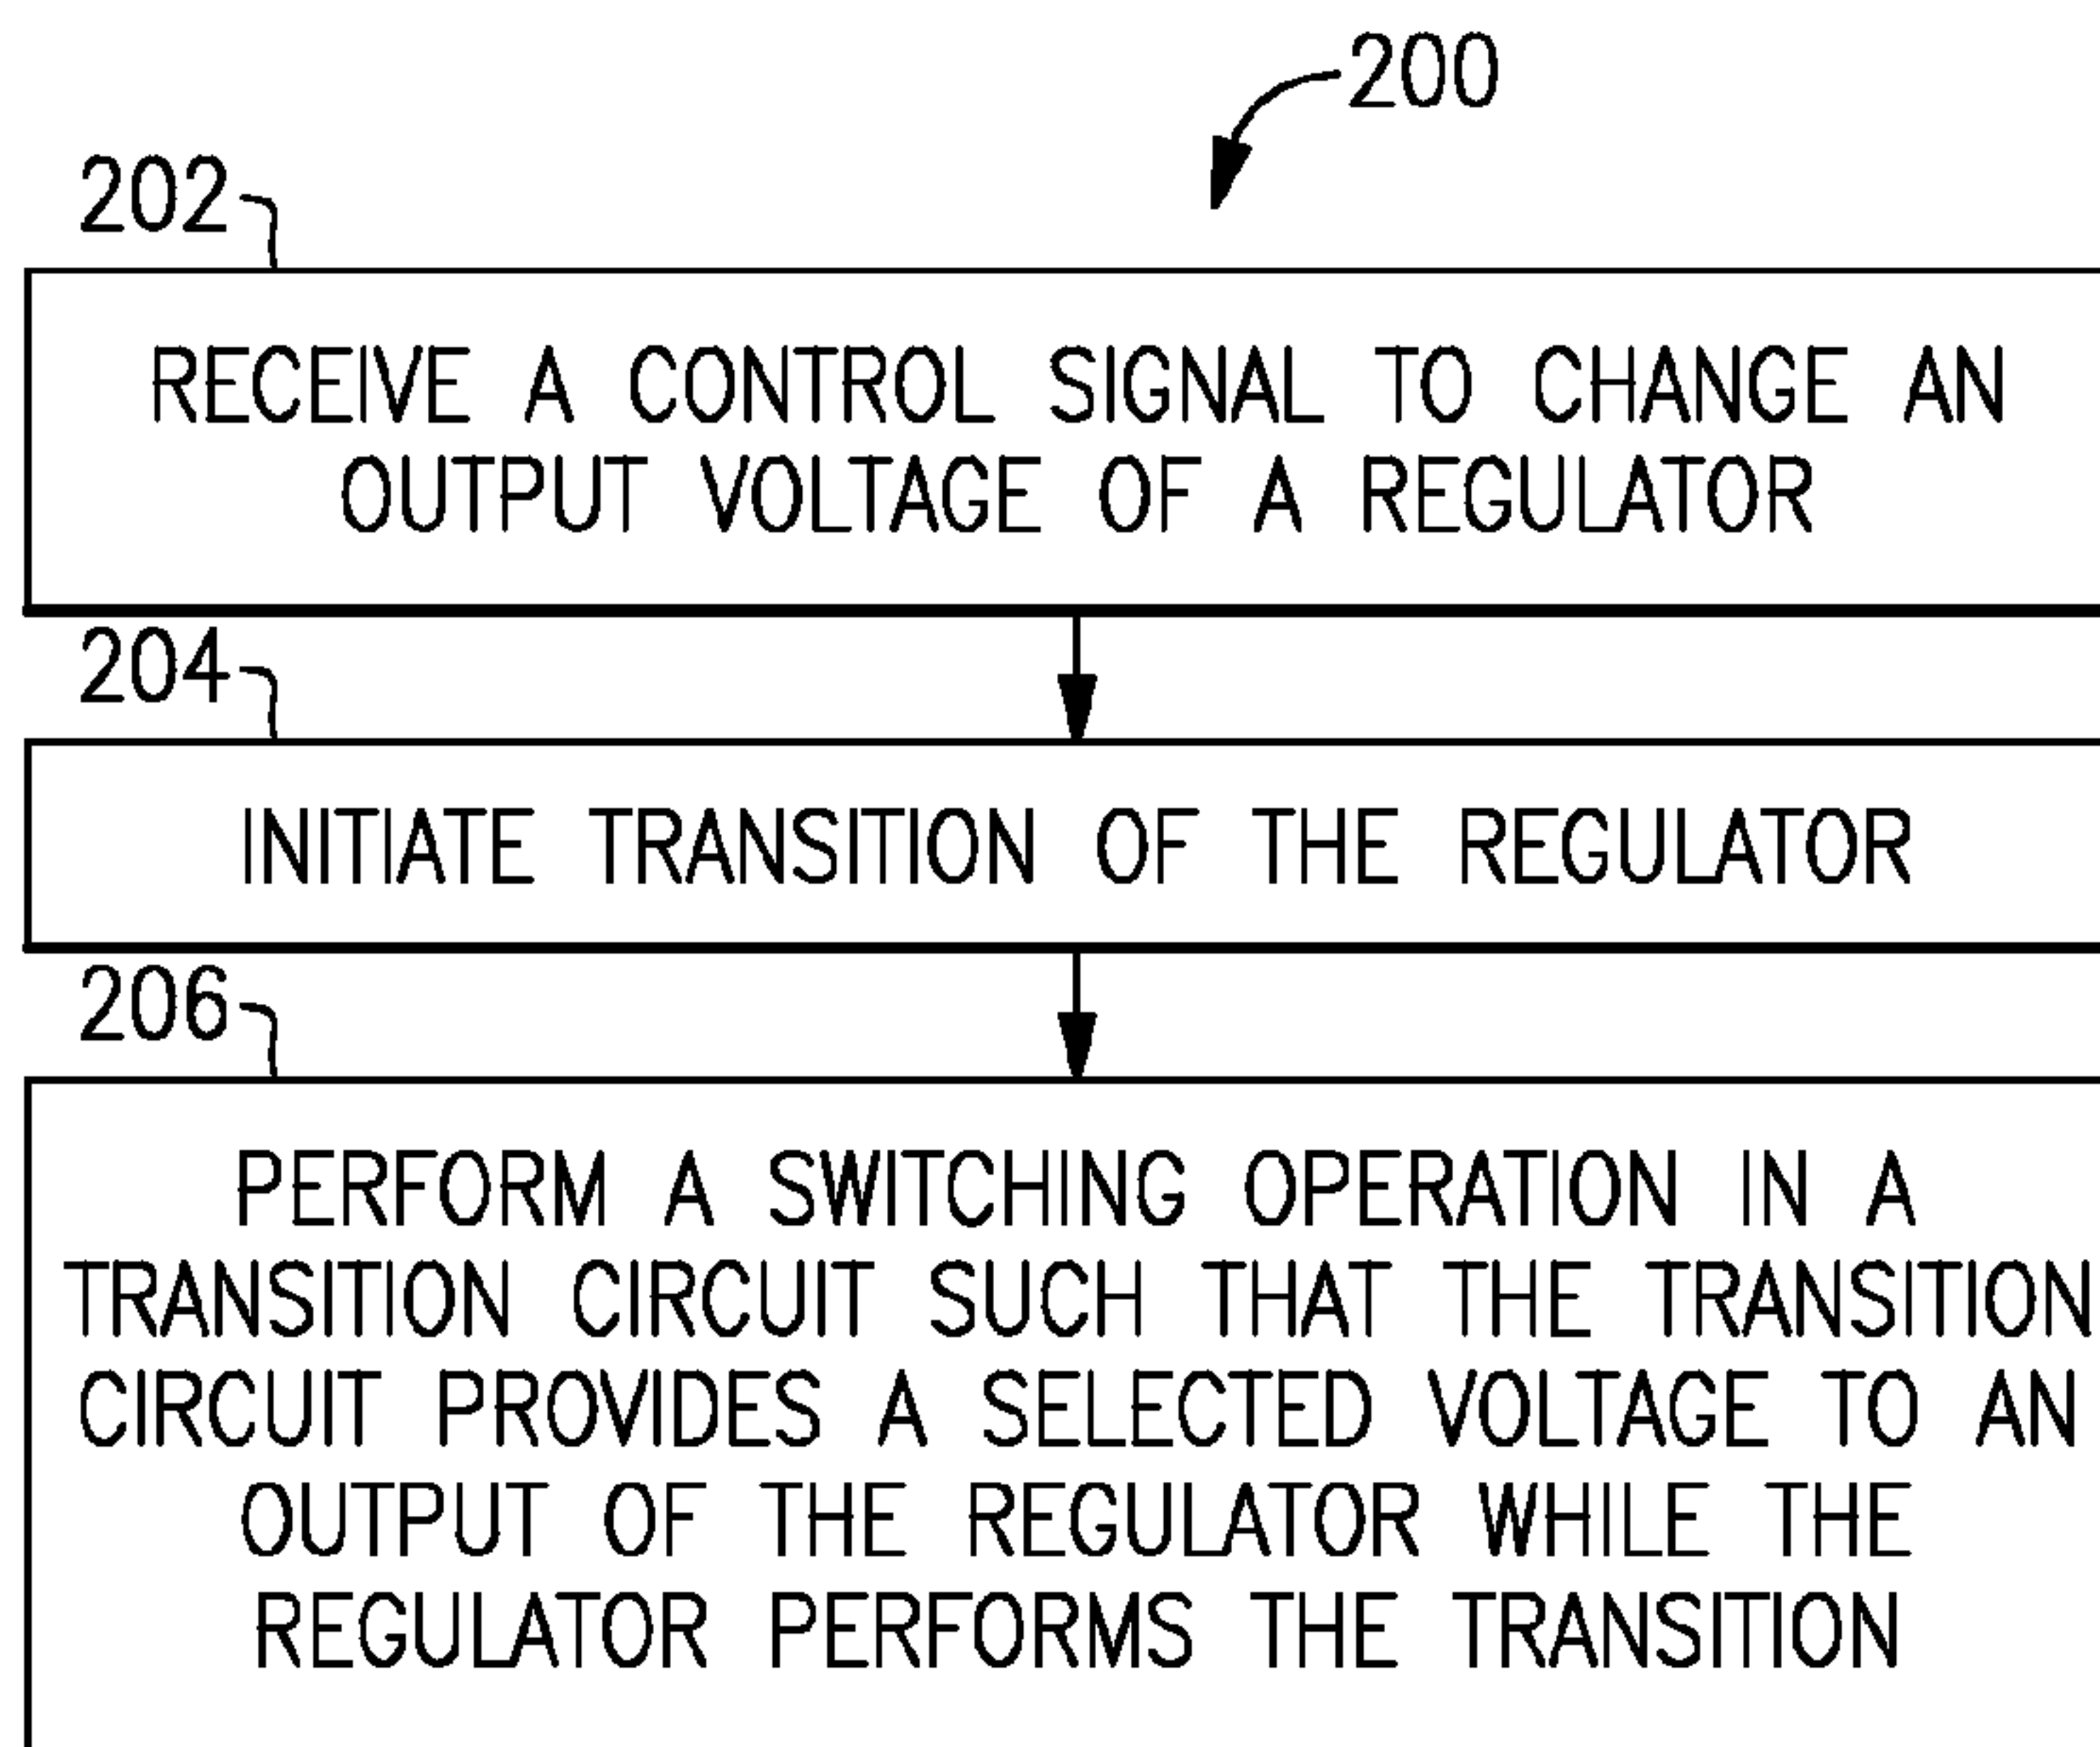 200
202
RECEIVE A CONTROL SIGNAL TO CHANGE AN
OUTPUT VOLTAGE OF A REGULATOR
204
INITIATE TRANSITION OF THE REGULATOR
206
PERFORM A SWITCHING OPERATION IN A
TRANSITION CIRCUIT SUCH THAT THE TRANSITION
CIRCUIT PROVIDES A SELECTED VOLTAGE TO AN
OUTPUT OF THE REGULATOR WHILE THE
REGULATOR PERFORMS THE TRANSITION